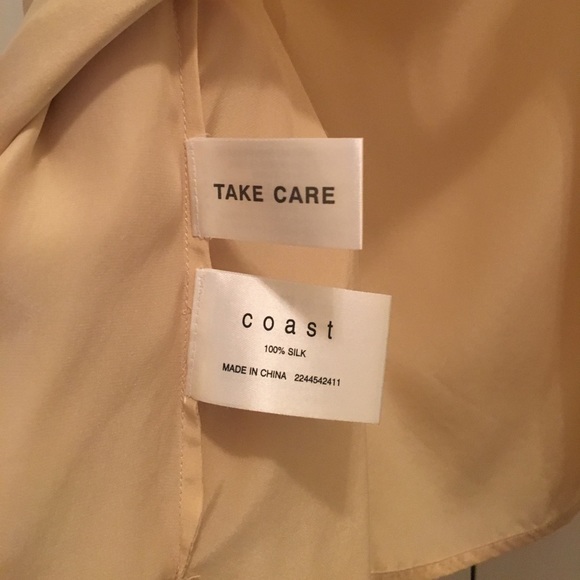 TAKE CARE
coast
100% SILK
MADE IN CHINA 2244542411